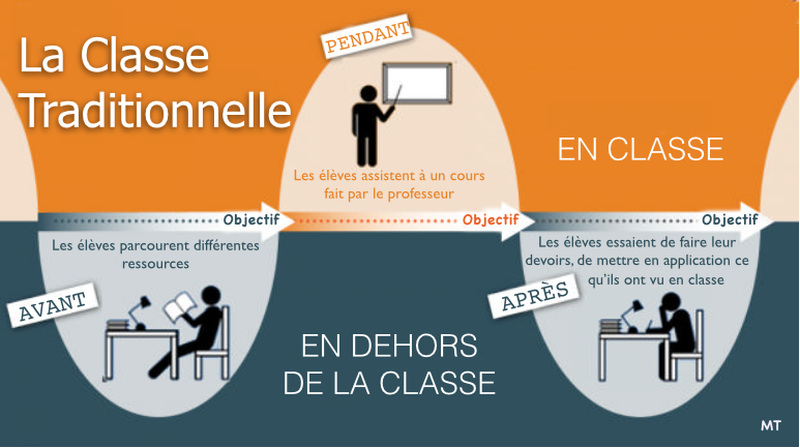 La Classe
Traditionnelle
PENDANT
Les élèves assistent à un cours
fait par le professeur
EN CLASSE
Objectif
Objectif
Objectif
Les élèves parcourent différentes
ressources
AVANT
Les élèves essaient de faire leur
devoirs, de mettre en application ce
qu'ils ont vu en classe
APRÈS
EN DEHORS
DE LA CLASSE
MT